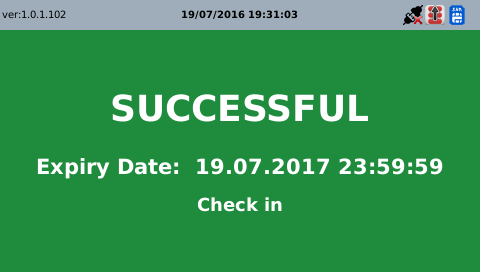 ver:1.0.1.102
19/07/2016 19:31:03
SUCCESSFUL
Expiry Date:  19.07.2017 23:59:59
Check in